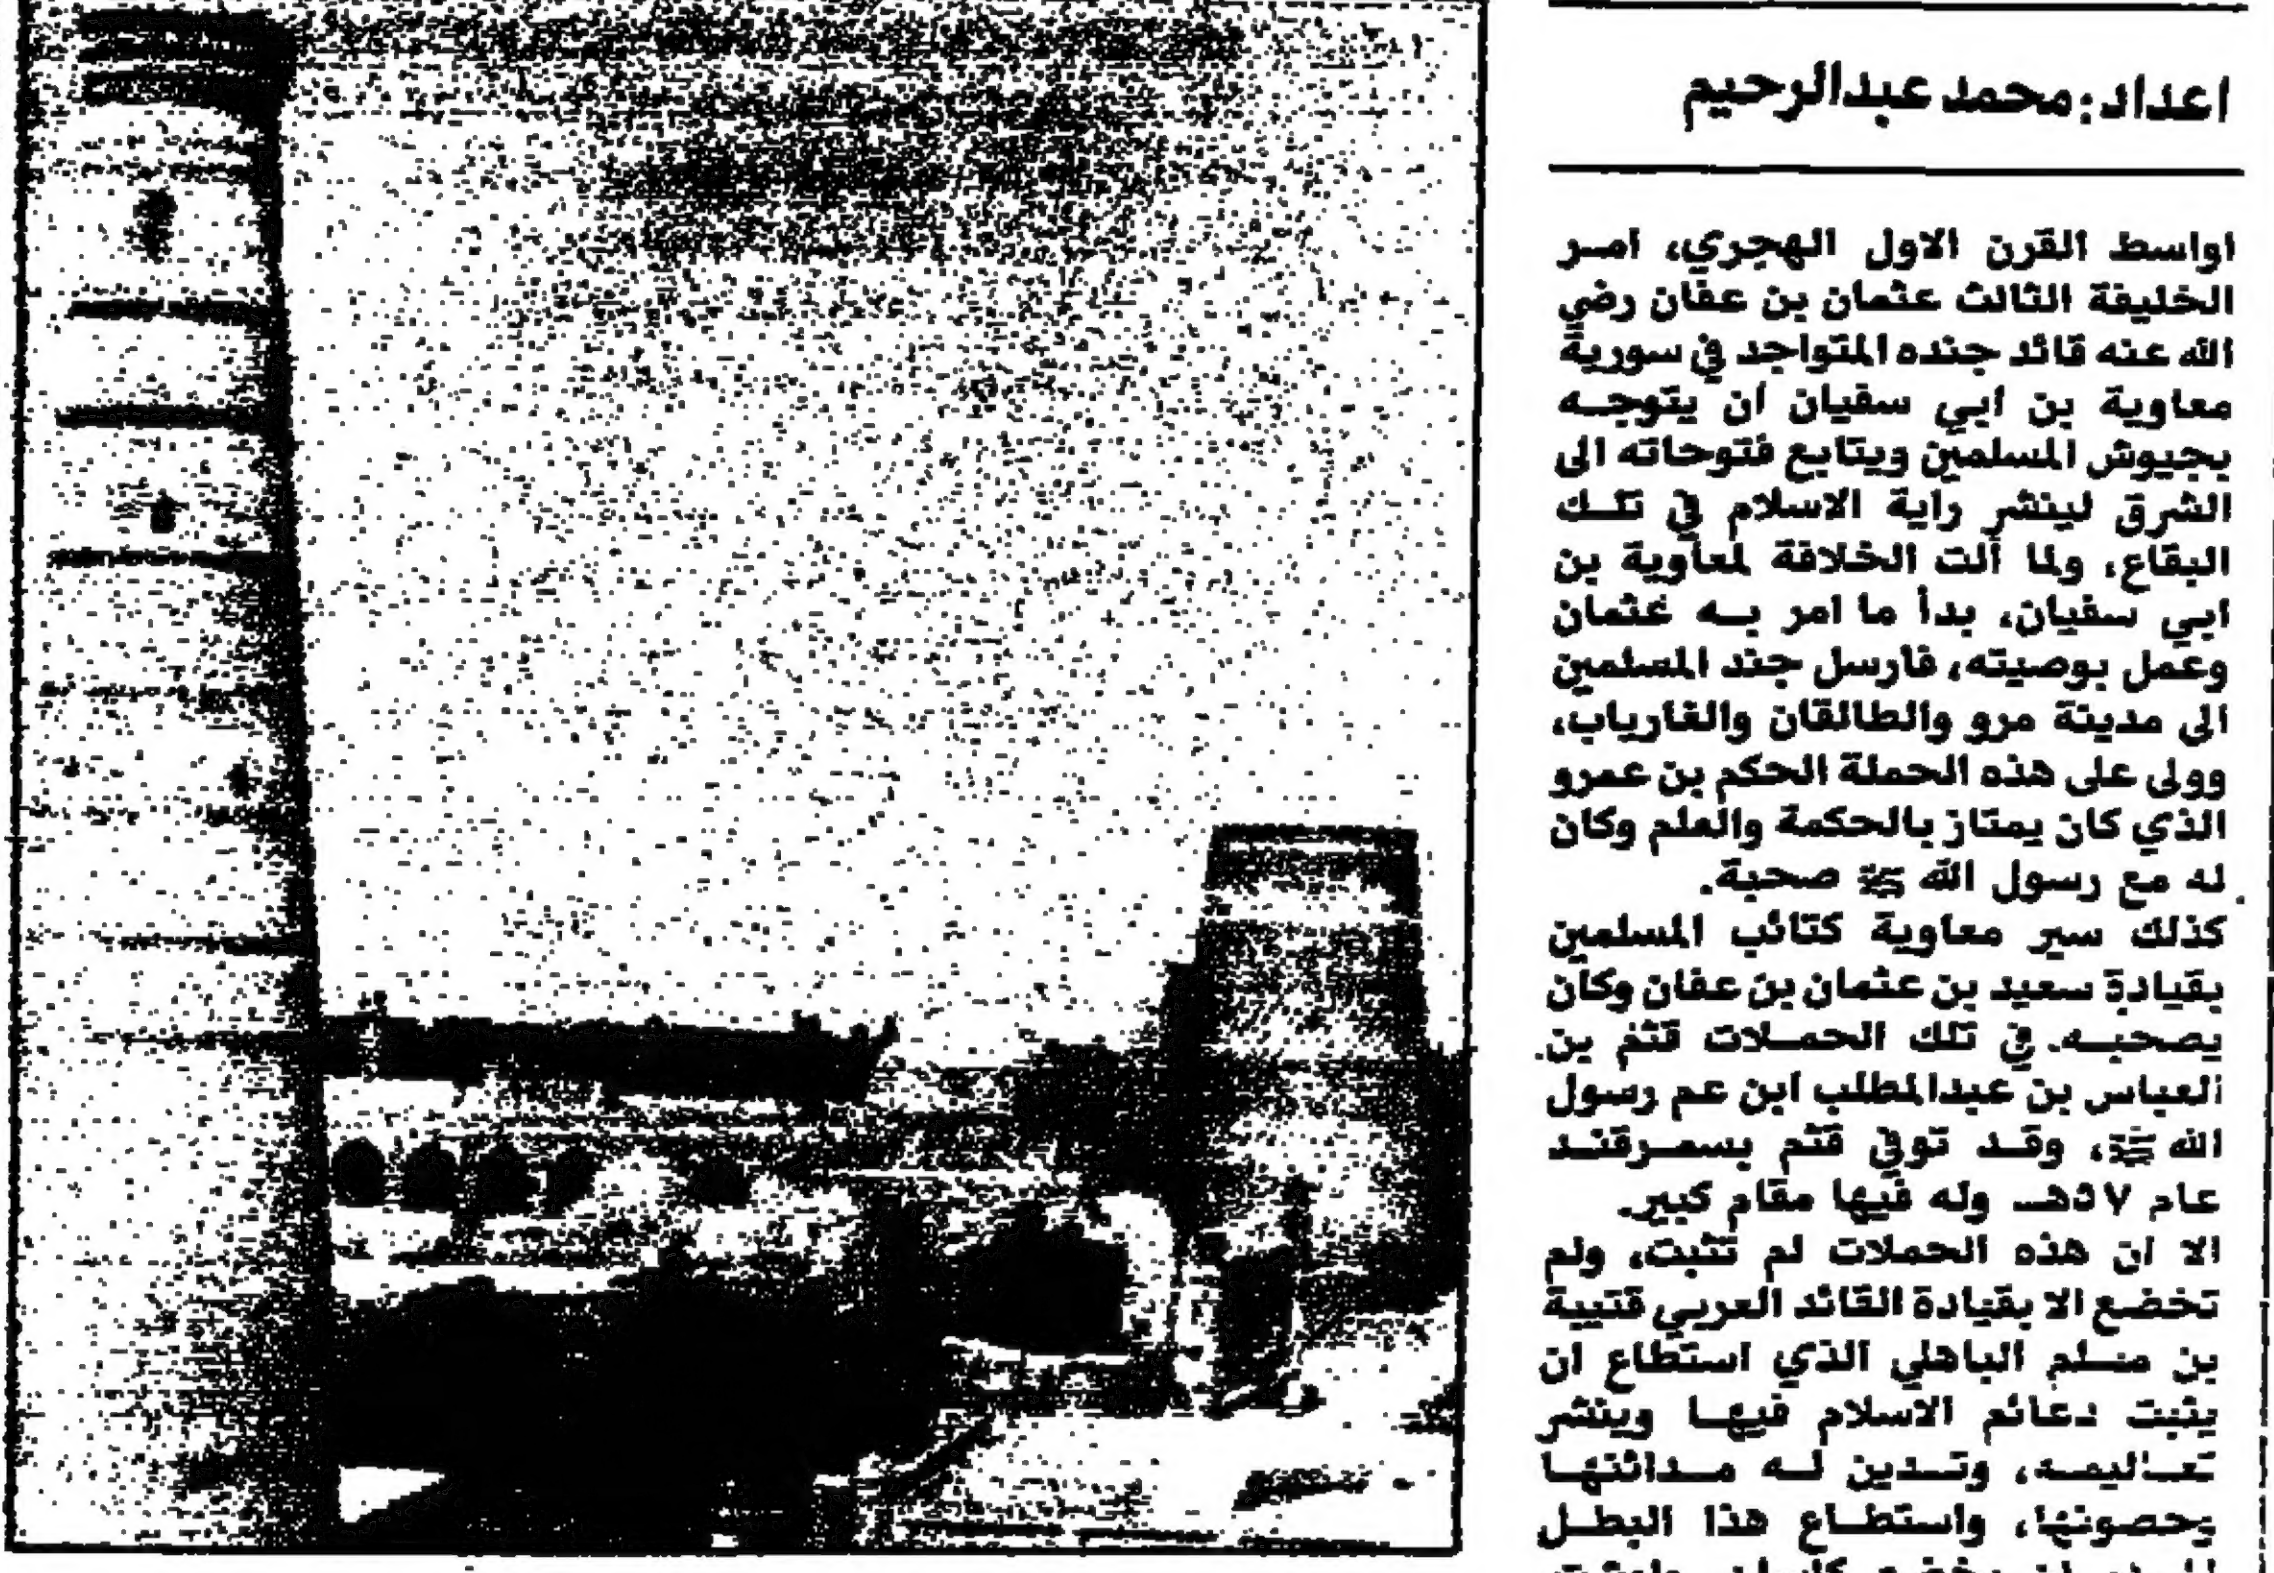 اعداد: محمد عبدالرحيم
اواسط القرن الاول الهجري، امر
الخليفة الثالث عثمان بن عفان رضي
الله عنه قائد جنده المتواجد في سورية
معاوية بن ابي سفيان ان يتوجه
بجيوش المسلمين ويتابع فتوحاته الى
الشرق لينشر راية الاسلام في تلك
البقاع، ولما آلت الخلافة لمعاوية بن
ابي سفيان، بدأ ما امر به عثمان
وعمل بوصيته، فارسل جند المسلمين
الى مدينة مرو والطالقان والفارياب،
وولى على هذه الحملة الحكم بن عمرو
الذي كان يمتاز بالحكمة والعلم وكان
له مع رسول الله ﷺ صحبة.
كذلك سير معاوية كتائب المسلمين
بقيادة سعيد بن عثمان بن عفان وكان
يصحبه في تلك الحملات قثم بن
العباس بن عبدالمطلب ابن عم رسول
الله ﷺ، وقد توفي قثم بسمرقند
عام ٥٧هـ وله فيها مقام كبير.
الا ان هذه الحملات لم تثبت، ولم
تخضع الا بقيادة القائد العربي قتيبة
بن مسلم الباهلي الذي استطاع ان
يثبت دعائم الاسلام فيها وينشر
تعاليمه، وتدين له مدائنها
وحصونها، واستطاع هذا البطل